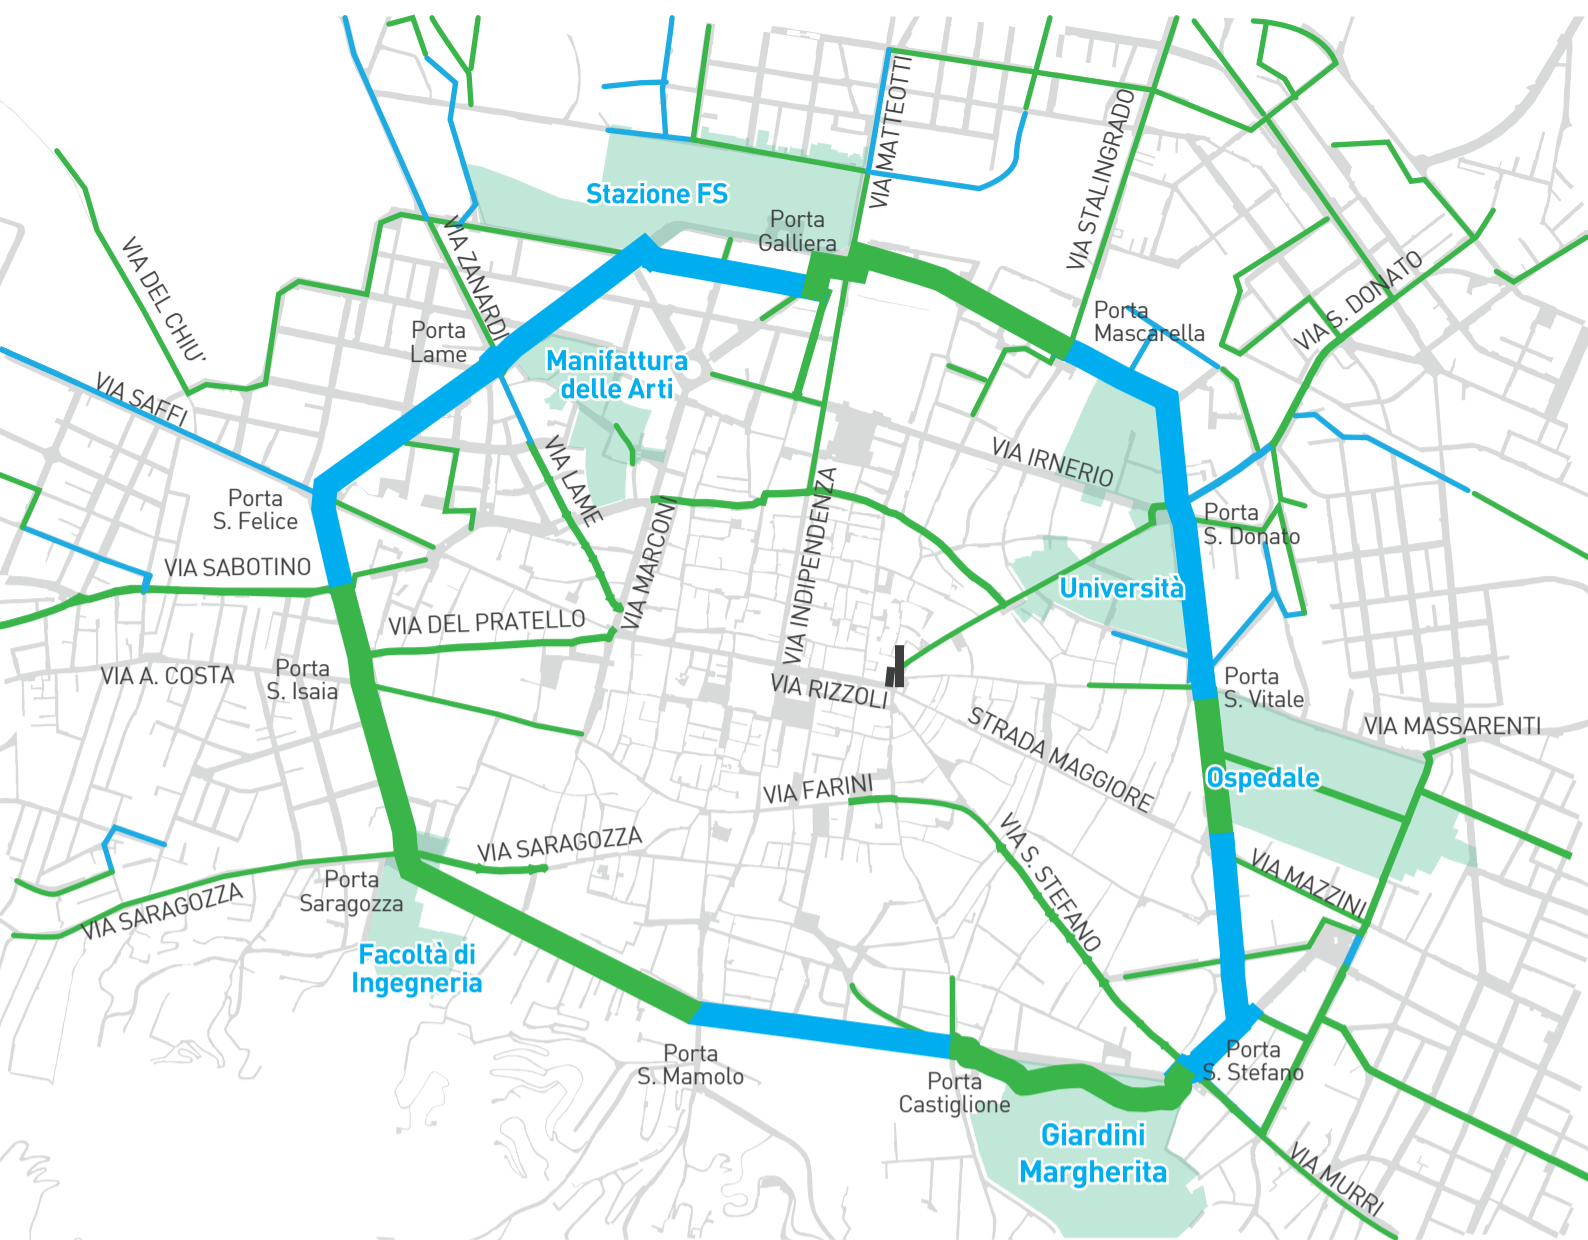 VIA MATTEOTTI
VIA STALINGRADO
Stazione FS
Porta
Galliera
VIA ZANARDI
VIA DEL CHIU'
VIA S. DONATO
Porta
Mascarella
Porta
Lame
Manifattura
delle Arti
VIA SAFFI
VIA IRNERIO
VIA LAME
Porta
S. Felice
VIA MARCONI
VIA INDIPENDENZA
Porta
S. Donato
VIA SABOTINO
Università
VIA DEL PRATELLO
VIA A. COSTA
Porta
S. Isaia
VIA RIZZOLI
Porta
S. Vitale
STRADA MAGGIORE
VIA MASSARENTI
Ospedale
VIA FARINI
VIA S. STEFANO
VIA SARAGOZZA
VIA MAZZINI
Porta
Saragozza
VIA SARAGOZZA
Facoltà di
Ingegneria
Porta
S. Mamolo
Porta
S. Stefano
Porta
Castiglione
Giardini
Margherita
VIA MURRI